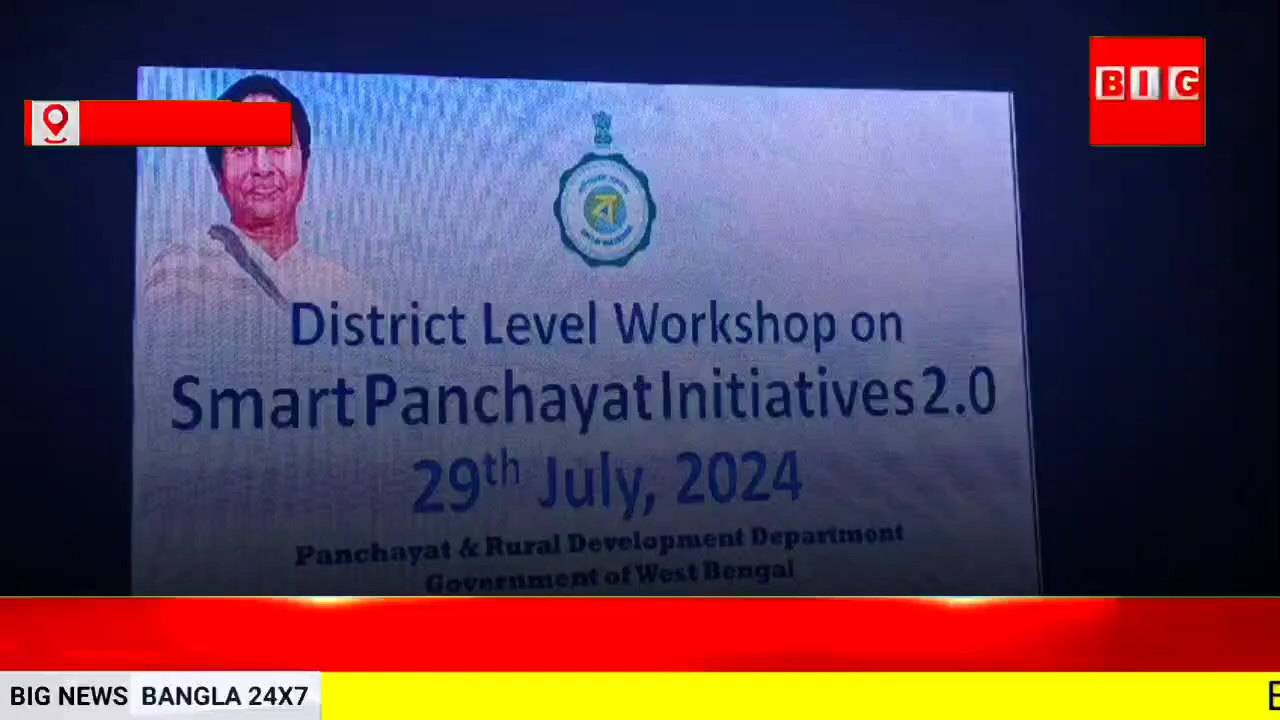 BIG
ব
District Level Workshop on
Smart Panchayat Initiatives 2.0
29th July, 2024
Panchayat & Rural Development Department
Government of West Bengal
BIG NEWS BANGLA 24X7